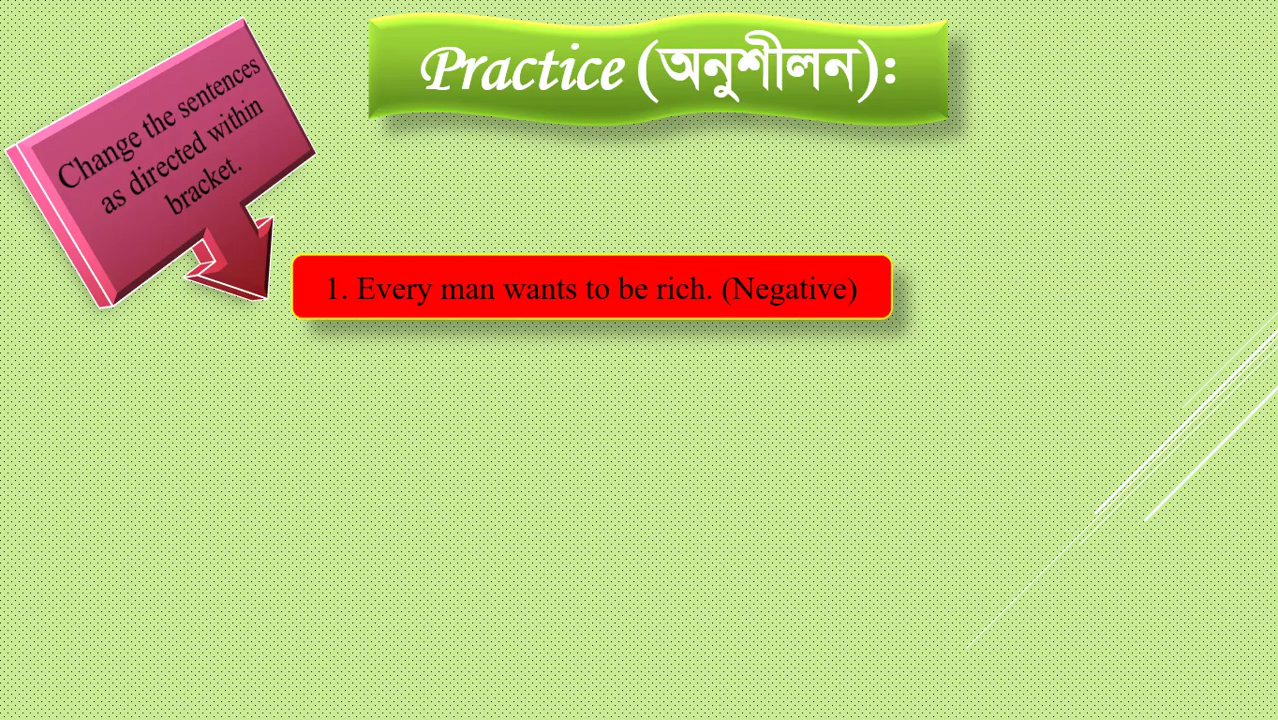 Practice (অনুশীলন)ঃ
Change the sentences
as directed within
bracket.
1. Every man wants to be rich. (Negative)